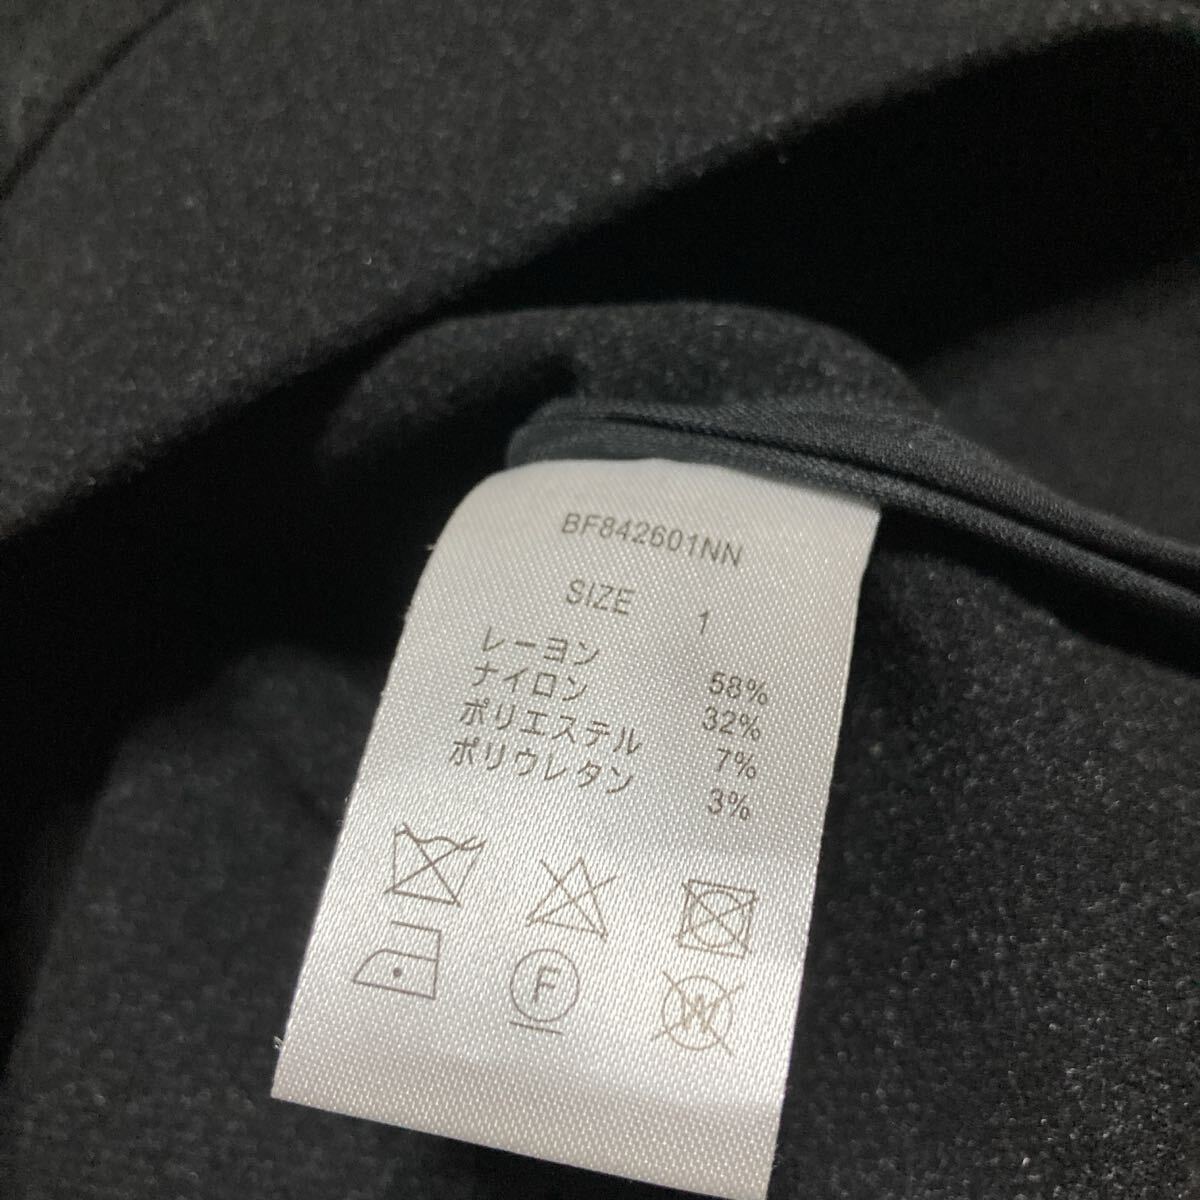 BF842601NN
SIZE 1
レーヨン 58%
ナイロン 32%
ポリエステル 7%
ポリウレタン 3%
F
W